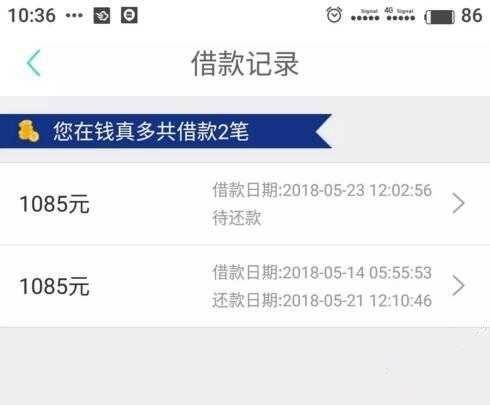 10:36 ••• Signal 4G Signal 86
借款记录
您在钱真多共借款2笔
1085元
借款日期:2018-05-23 12:02:56
待还款
1085元
借款日期:2018-05-14 05:55:53
还款日期:2018-05-21 12:10:46